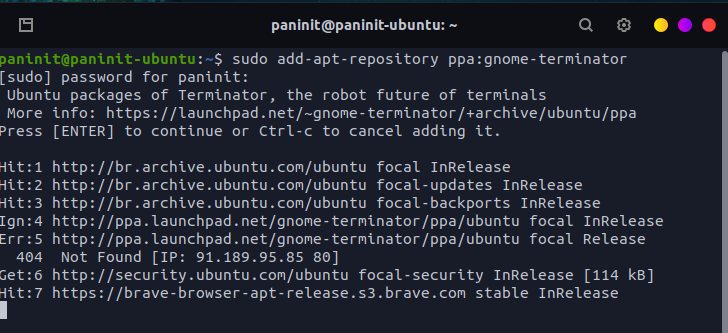 paninit@paninit-ubuntu: ~
paninit@paninit-ubuntu:~$ sudo add-apt-repository ppa:gnome-terminator
[sudo] password for paninit:
 Ubuntu packages of Terminator, the robot future of terminals
 More info: https://launchpad.net/~gnome-terminator/+archive/ubuntu/ppa
Press [ENTER] to continue or Ctrl-c to cancel adding it.

Hit:1 http://br.archive.ubuntu.com/ubuntu focal InRelease
Hit:2 http://br.archive.ubuntu.com/ubuntu focal-updates InRelease
Hit:3 http://br.archive.ubuntu.com/ubuntu focal-backports InRelease
Ign:4 http://ppa.launchpad.net/gnome-terminator/ppa/ubuntu focal InRelease
Err:5 http://ppa.launchpad.net/gnome-terminator/ppa/ubuntu focal Release
  404  Not Found [IP: 91.189.95.85 80]
Get:6 http://security.ubuntu.com/ubuntu focal-security InRelease [114 kB]
Hit:7 https://brave-browser-apt-release.s3.brave.com stable InRelease